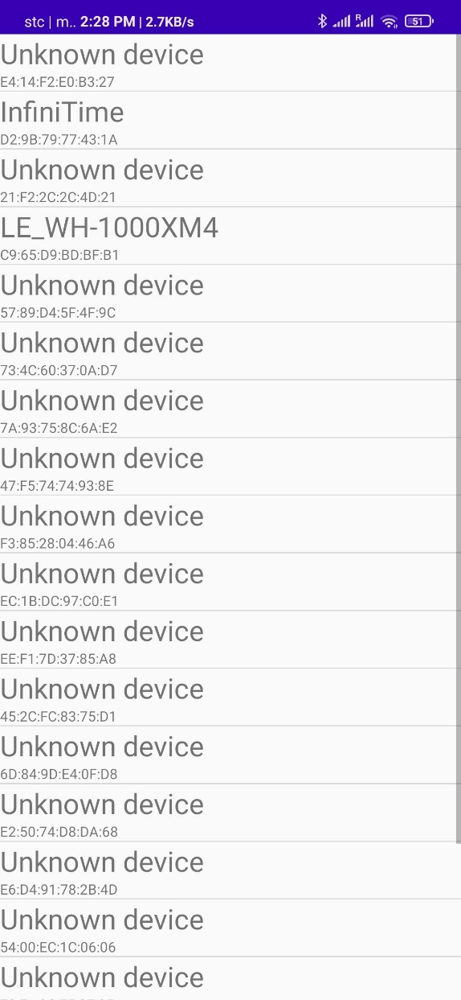 stc | m.. 2:28 PM | 2.7KB/s R 51
Unknown device
E4:14:F2:E0:B3:27
InfiniTime
D2:9B:79:77:43:1A
Unknown device
21:F2:2C:2C:4D:21
LE_WH-1000XM4
C9:65:D9:BD:BF:B1
Unknown device
57:89:D4:5F:4F:9C
Unknown device
73:4C:60:37:0A:D7
Unknown device
7A:93:75:8C:6A:E2
Unknown device
47:F5:74:74:93:8E
Unknown device
F3:85:28:04:46:A6
Unknown device
EC:1B:DC:97:C0:E1
Unknown device
EE:F1:7D:37:85:A8
Unknown device
45:2C:FC:83:75:D1
Unknown device
6D:84:9D:E4:0F:D8
Unknown device
E2:50:74:D8:DA:68
Unknown device
E6:D4:91:78:2B:4D
Unknown device
54:00:EC:1C:06:06
Unknown device